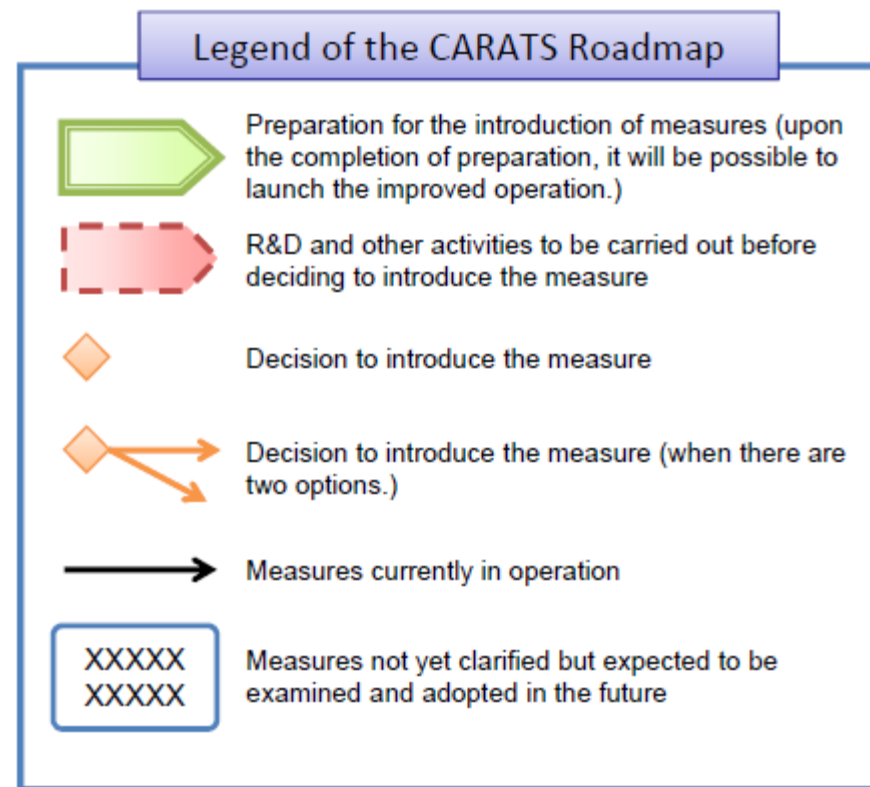 Legend of the CARATS Roadmap
Preparation for the introduction of measures (upon
the completion of preparation, it will be possible to
launch the improved operation.)
R&D and other activities to be carried out before
deciding to introduce the measure
Decision to introduce the measure
Decision to introduce the measure (when there are
two options.)
Measures currently in operation
XXXXX
XXXXX
Measures not yet clarified but expected to be
examined and adopted in the future